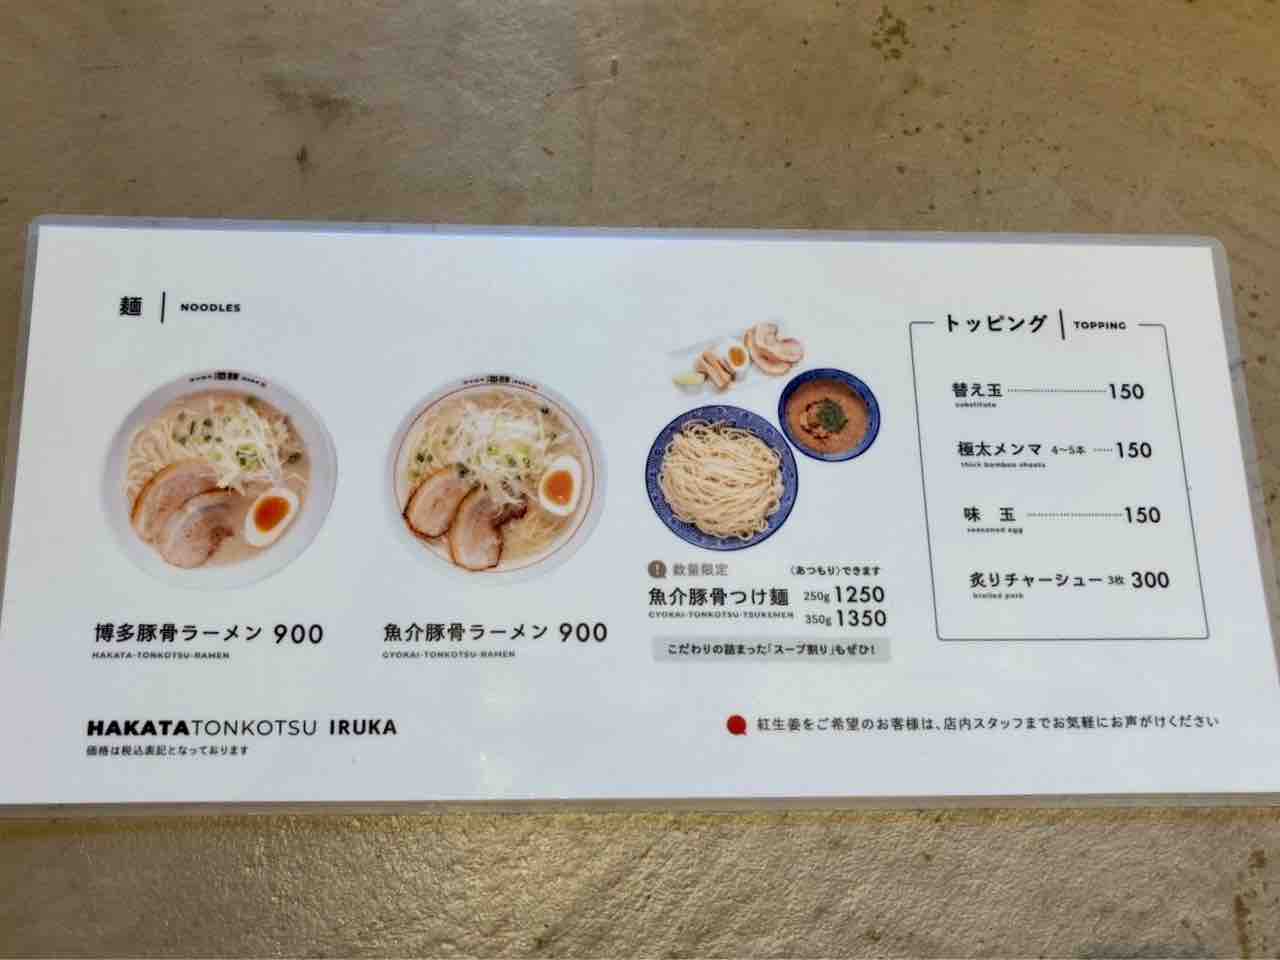 麺 | NOODLES
博多豚骨ラーメン 900
HAKATA-TONKOTSU-RAMEN
魚介豚骨ラーメン 900
GYOKAI-TONKOTSU-RAMEN
数量限定 〈あつもり〉できます
魚介豚骨つけ麺 250g 1250
GYOKAI-TONKOTSU-TSUKEMEN 350g 1350
こだわりの詰まった「スープ割り」もぜひ!
トッピング | TOPPING
替え玉 150
substitute
極太メンマ 4〜5本 150
thick bamboo shoots
味 玉 150
seasoned egg
炙りチャーシュー 3枚 300
broiled pork
HAKATATONKOTSU IRUKA
価格は税込表記となっております
紅生姜をご希望のお客様は、店内スタッフまでお気軽にお声がけください